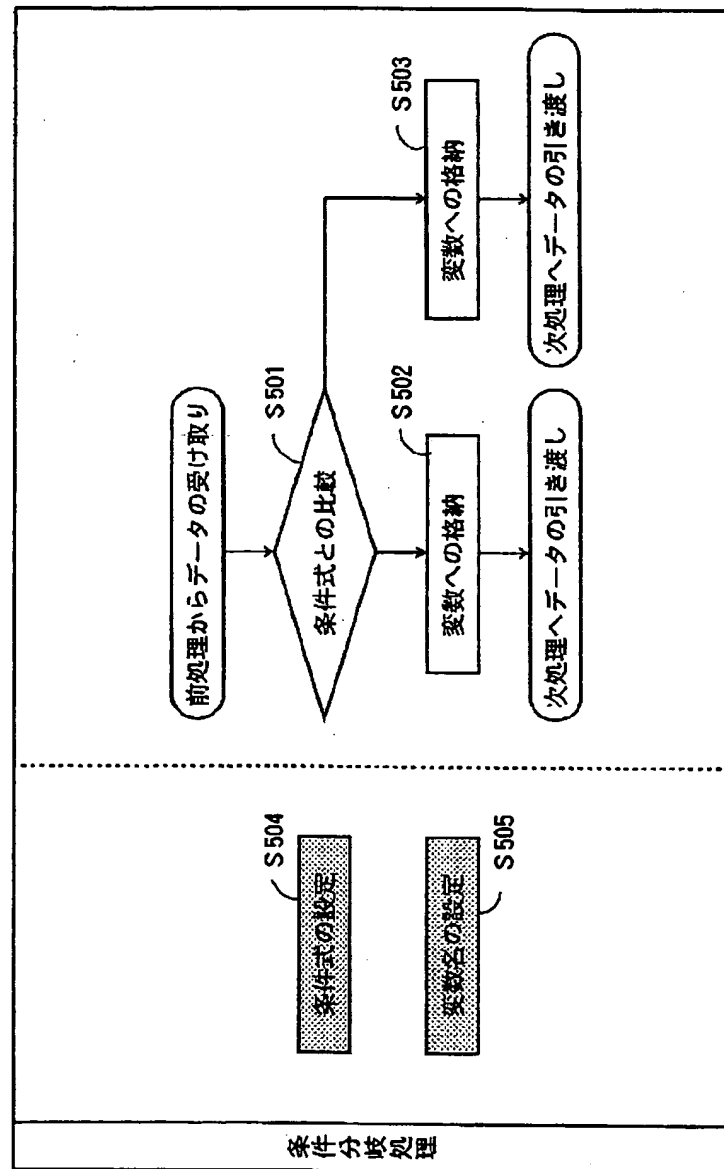 条件分岐処理
条件式の設定
S504
変数名の設定
S505
前処理からデータの受け取り
条件式との比較
S501
変数への格納
S502
次処理へデータの引き渡し
変数への格納
S503
次処理へデータの引き渡し